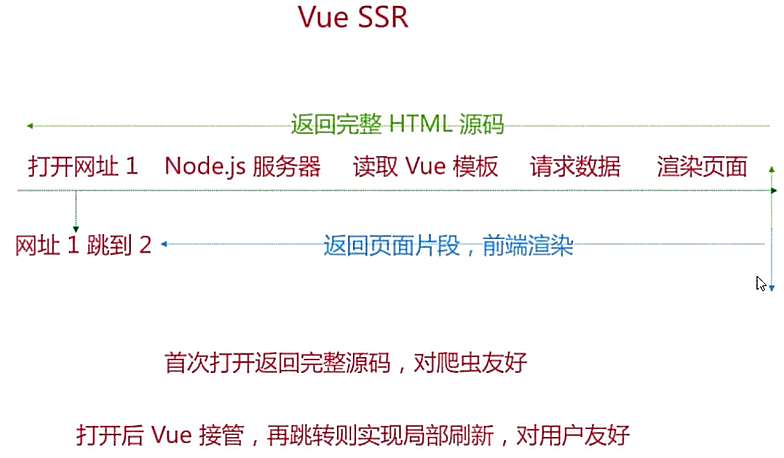 Vue SSR
返回完整 HTML 源码
打开网址 1 Node.js 服务器 读取 Vue 模板 请求数据 渲染页面
网址 1 跳到 2 返回页面片段，前端渲染
首次打开返回完整源码，对爬虫友好
打开后 Vue 接管，再跳转则实现局部刷新，对用户友好